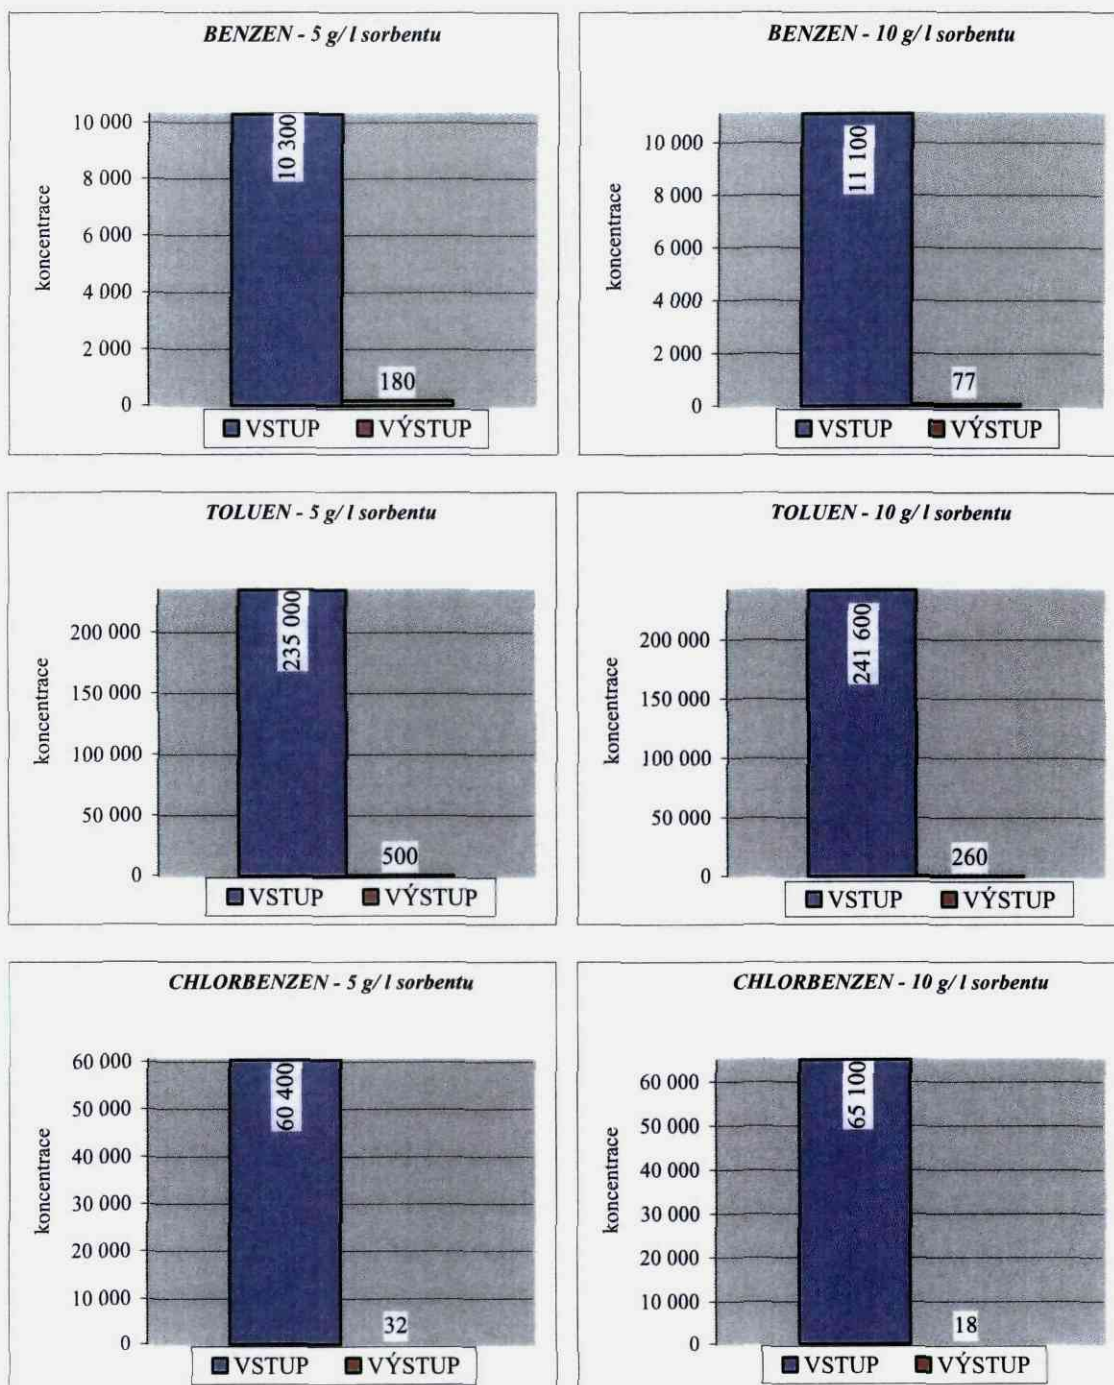 BENZEN - 5 g/ l sorbentu
koncentrace
10 000
8 000
6 000
4 000
2 000
0
10 300
180
VSTUP VÝSTUP
BENZEN - 10 g/ l sorbentu
koncentrace
10 000
8 000
6 000
4 000
2 000
0
11 100
77
VSTUP VÝSTUP
TOLUEN - 5 g/ l sorbentu
koncentrace
200 000
150 000
100 000
50 000
0
235 000
500
VSTUP VÝSTUP
TOLUEN - 10 g/ l sorbentu
koncentrace
200 000
150 000
100 000
50 000
0
241 600
260
VSTUP VÝSTUP
CHLORBENZEN - 5 g/ l sorbentu
koncentrace
60 000
50 000
40 000
30 000
20 000
10 000
0
60 400
32
VSTUP VÝSTUP
CHLORBENZEN - 10 g/ l sorbentu
koncentrace
60 000
50 000
40 000
30 000
20 000
10 000
0
65 100
18
VSTUP VÝSTUP